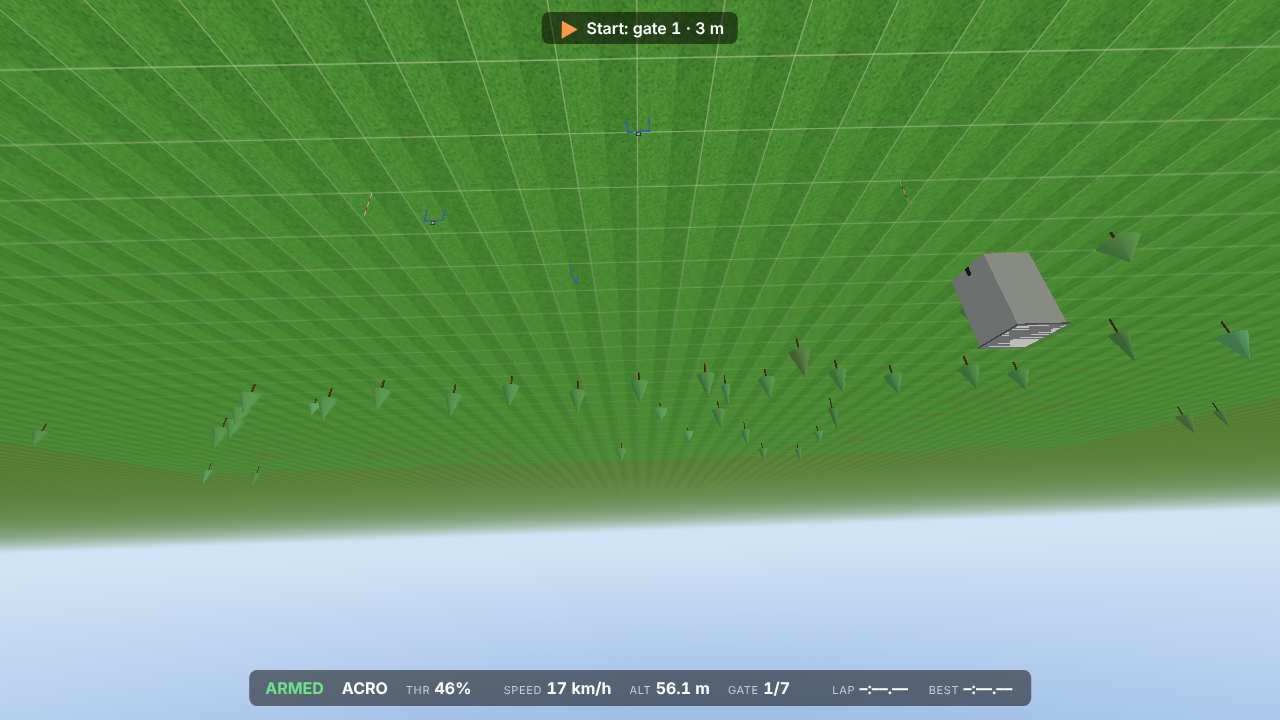 Start: gate 1 · 3 m
ARMED ACRO THR 46% SPEED 17 km/h ALT 56.1 m GATE 1/7 LAP –:––.–– BEST –:––.––